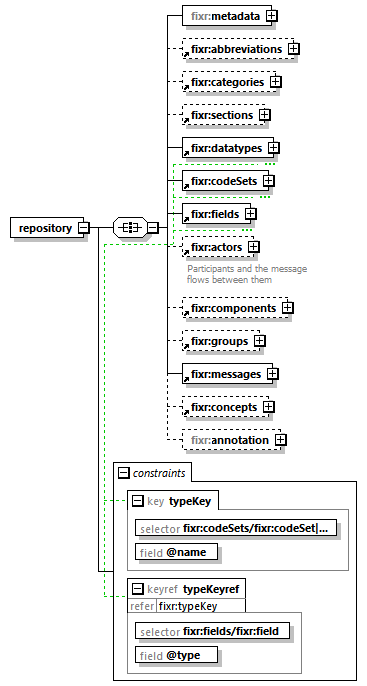 fixr:metadata
fixr:abbreviations
fixr:categories
fixr:sections
fixr:datatypes
fixr:codeSets
fixr:fields
repository
fixr:actors
Participants and the message
flows between them
fixr:components
fixr:groups
fixr:messages
fixr:concepts
fixr:annotation
constraints
key typeKey
selector fixr:codeSets/fixr:codeSet|...
field @name
keyref typeKeyref
refer fixr:typeKey
selector fixr:fields/fixr:field
field @type